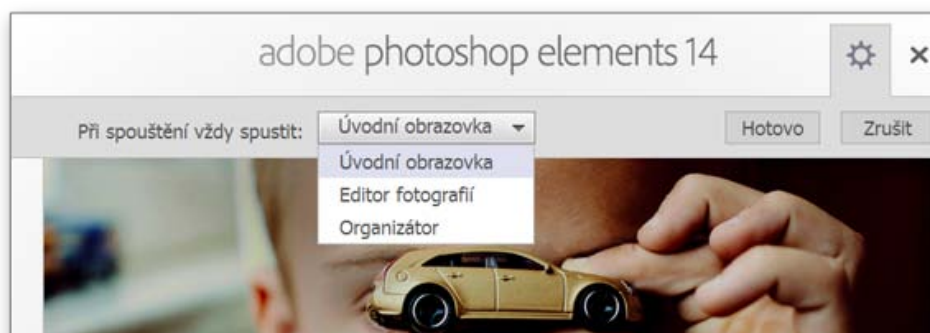 adobe photoshop elements 14
Při spouštění vždy spustit: Úvodní obrazovka Hotovo Zrušit
Úvodní obrazovka
Editor fotografií
Organizátor